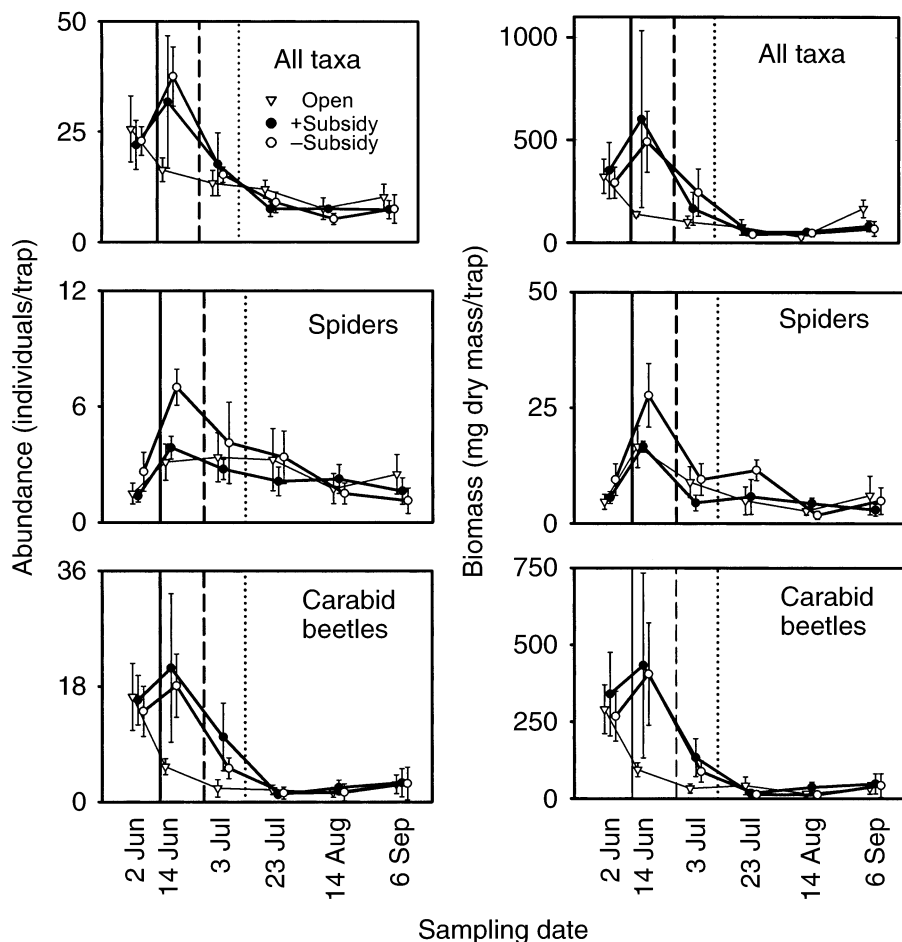 50
25
0
All taxa
Open
+Subsidy
–Subsidy
1000
500
0
All taxa
Abundance (individuals/trap)
12
6
0
Spiders
Biomass (mg dry mass/trap)
50
25
0
Spiders
36
18
0
Carabid
beetles
750
500
250
0
Carabid
beetles
2 Jun
14 Jun
3 Jul
23 Jul
14 Aug
6 Sep
2 Jun
14 Jun
3 Jul
23 Jul
14 Aug
6 Sep
Sampling date